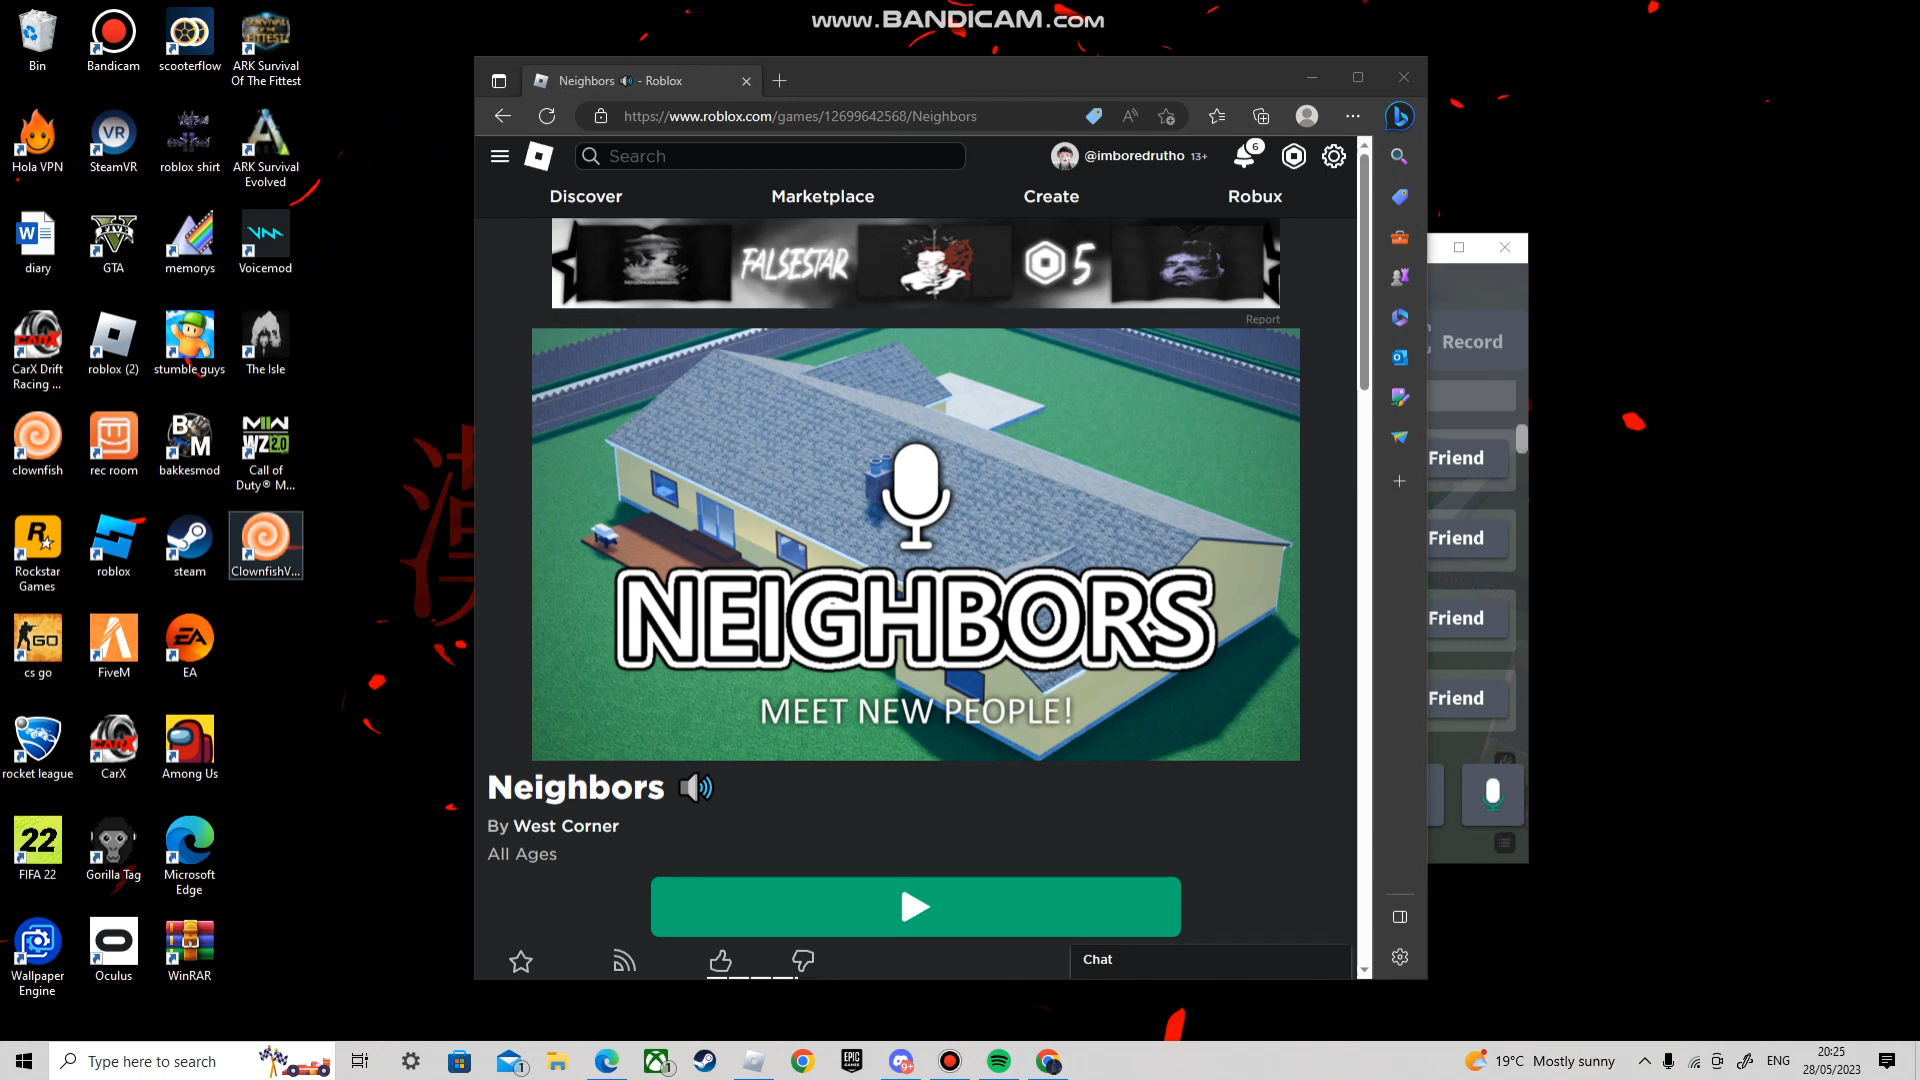 www.BANDICAM.com
Bin
Bandicam
scooterflow
ARK Survival
Of The Fittest
Hola VPN
SteamVR
roblox shirt
ARK Survival
Evolved
diary
GTA
memorys
Voicemod
CarX Drift
Racing ...
roblox (2)
stumble guys
The Isle
clownfish
rec room
bakkesmod
Call of
Duty® M...
Rockstar
Games
roblox
steam
ClownfishV...
cs go
FiveM
EA
rocket league
CarX
Among Us
FIFA 22
Gorilla Tag
Microsoft
Edge
Wallpaper
Engine
Oculus
WinRAR
Neighbors 🔊 - Roblox
https://www.roblox.com/games/12699642568/Neighbors
Search
@imboredrutho 13+
6
Discover
Marketplace
Create
Robux
FALSESTAR
5
Report
NEIGHBORS
MEET NEW PEOPLE!
Neighbors 🔊
By West Corner
All Ages
Chat
Record
Friend
Friend
Friend
Friend
Type here to search
19°C Mostly sunny
ENG
20:25
28/05/2023